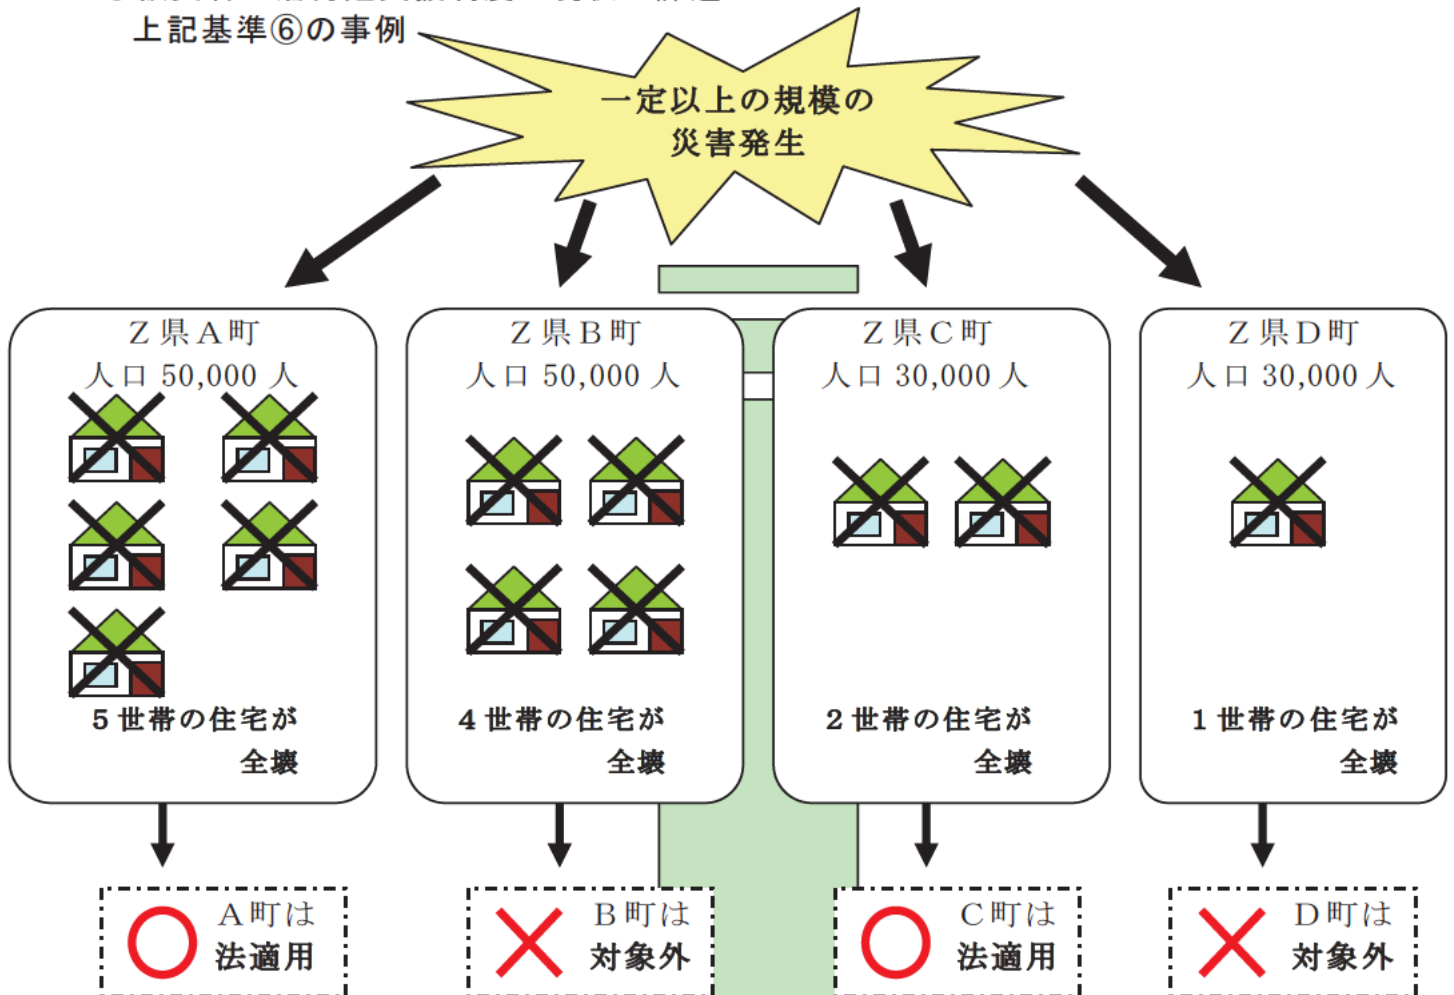 上記基準⑥の事例
一定以上の規模の
災害発生
Z県A町
人口 50,000 人
5世帯の住宅が
全壊
A町は
法適用
Z県B町
人口 50,000 人
4世帯の住宅が
全壊
B町は
対象外
Z県C町
人口 30,000 人
2世帯の住宅が
全壊
C町は
法適用
Z県D町
人口 30,000 人
1世帯の住宅が
全壊
D町は
対象外